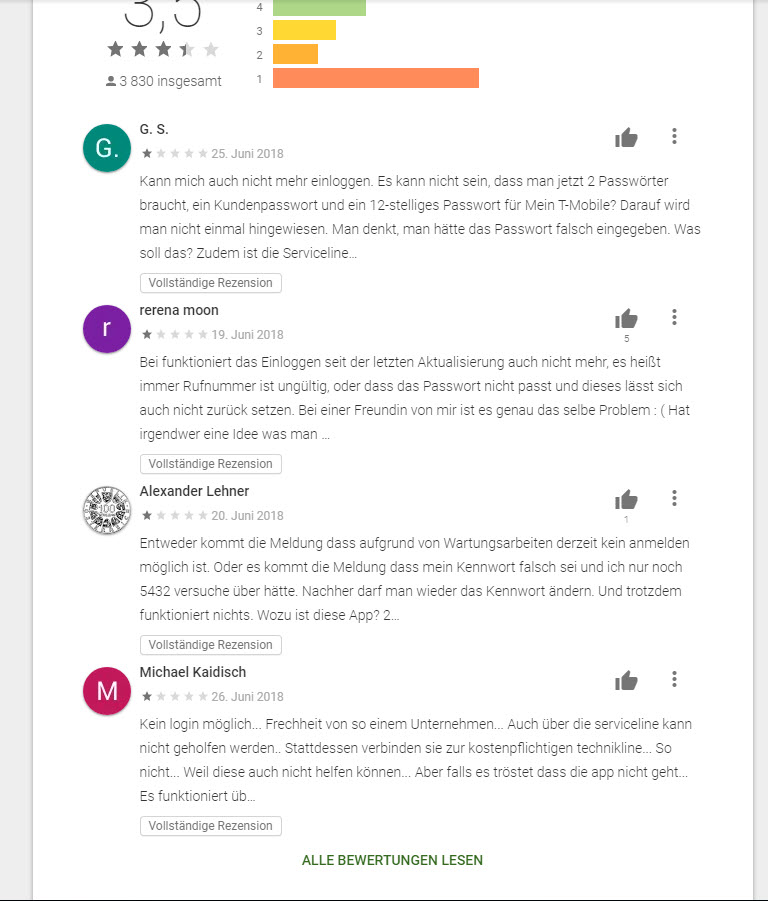 3,5
4
3
2
1
3 830 insgesamt
G.
G. S.
25. Juni 2018
Kann mich auch nicht mehr einloggen. Es kann nicht sein, dass man jetzt 2 Passwörter
braucht, ein Kundenpasswort und ein 12-stelliges Passwort für Mein T-Mobile? Darauf wird
man nicht einmal hingewiesen. Man denkt, man hätte das Passwort falsch eingegeben. Was
soll das? Zudem ist die Serviceline…
Vollständige Rezension
r
rerena moon
19. Juni 2018
5
Bei funktioniert das Einloggen seit der letzten Aktualisierung auch nicht mehr, es heißt
immer Rufnummer ist ungültig, oder dass das Passwort nicht passt und dieses lässt sich
auch nicht zurück setzen. Bei einer Freundin von mir ist es genau das selbe Problem : ( Hat
irgendwer eine Idee was man …
Vollständige Rezension
100
Alexander Lehner
20. Juni 2018
1
Entweder kommt die Meldung dass aufgrund von Wartungsarbeiten derzeit kein anmelden
möglich ist. Oder es kommt die Meldung dass mein Kennwort falsch sei und ich nur noch
5432 versuche über hätte. Nachher darf man wieder das Kennwort ändern. Und trotzdem
funktioniert nichts. Wozu ist diese App? 2…
Vollständige Rezension
M
Michael Kaidisch
26. Juni 2018
Kein login möglich... Frechheit von so einem Unternehmen... Auch über die serviceline kann
nicht geholfen werden.. Stattdessen verbinden sie zur kostenpflichtigen technikline... So
nicht... Weil diese auch nicht helfen können... Aber falls es tröstet dass die app nicht geht...
Es funktioniert üb…
Vollständige Rezension
ALLE BEWERTUNGEN LESEN